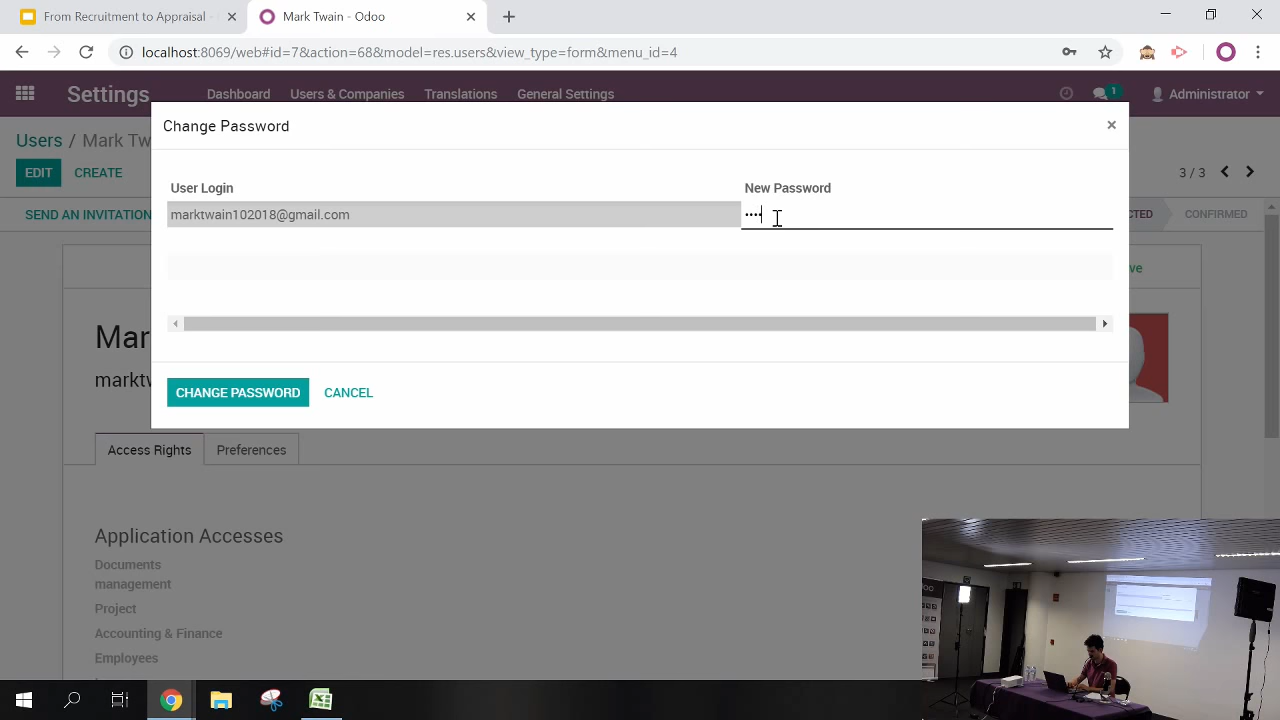 From Recruitment to Appraisal -
Mark Twain - Odoo
localhost:8069/web#id=7&action=68&model=res.users&view_type=form&menu_id=4
Settings
Dashboard
Users & Companies
Translations
General Settings
1
Administrator
Users / Mark Tw
EDIT
CREATE
3 / 3
SEND AN INVITATION
CTED
CONFIRMED
Change Password
×
User Login
New Password
marktwain102018@gmail.com
••••
CHANGE PASSWORD
CANCEL
ve
Mar
marktw
Access Rights
Preferences
Application Accesses
Documents
management
Project
Accounting & Finance
Employees